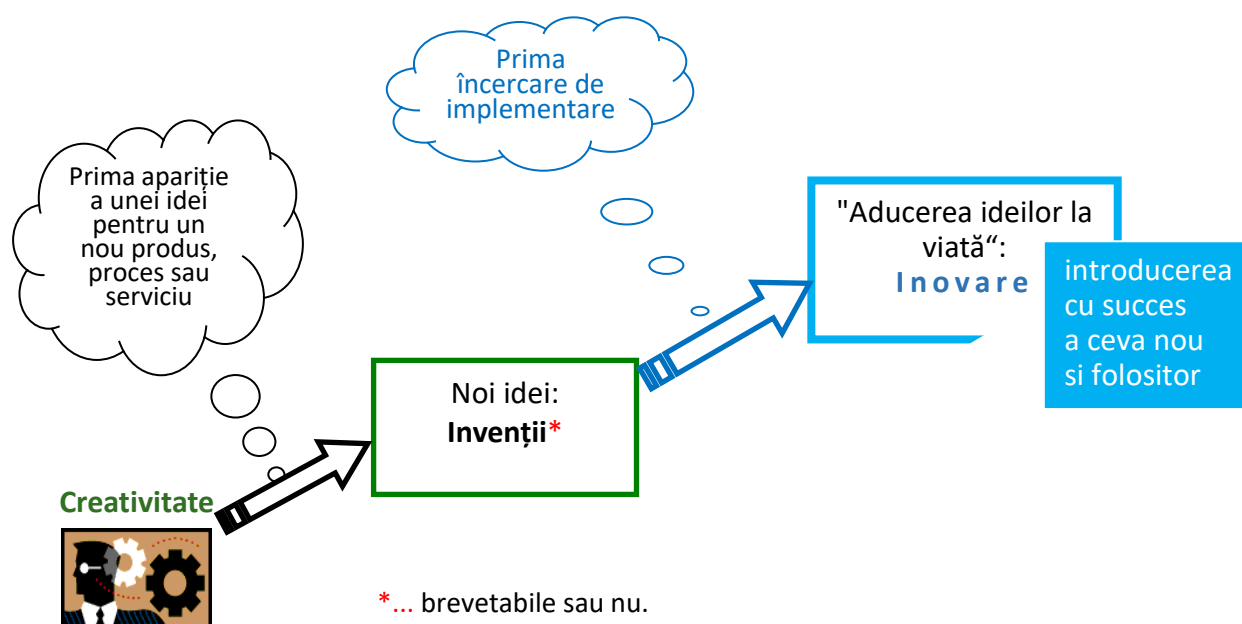 Prima
încercare de
implementare
Prima apariție
a unei idei
pentru un
nou produs,
proces sau
serviciu
"Aducerea ideilor la
viată“:
Inovare
introducerea
cu succes
a ceva nou
si folositor
Noi idei:
Invenții*
Creativitate
*... brevetabile sau nu.